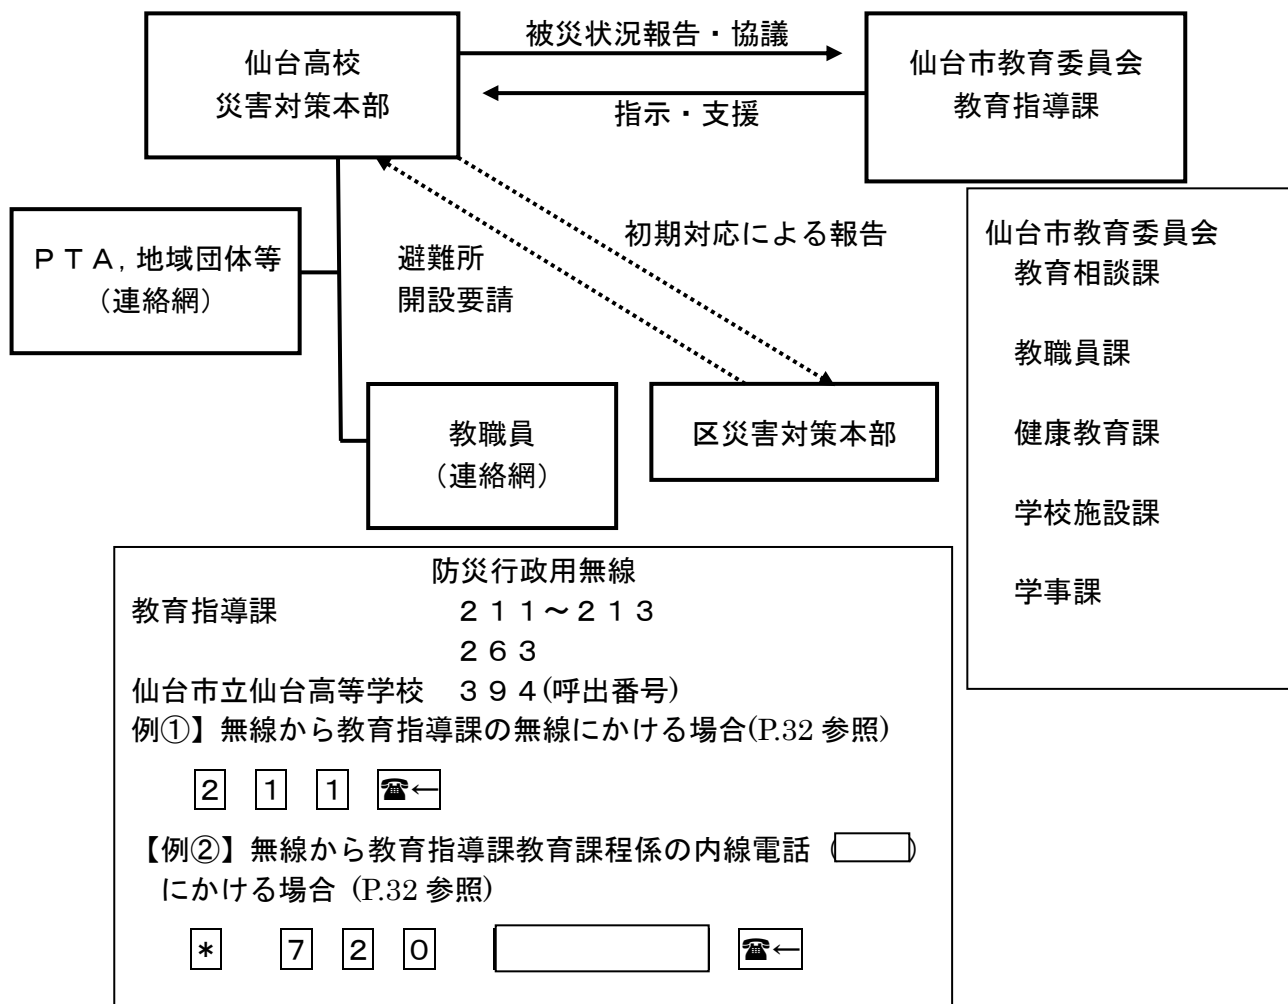 仙台高校
災害対策本部
被災状況報告・協議
指示・支援
仙台市教育委員会
教育指導課
ＰＴＡ，地域団体等
（連絡網）
避難所
開設要請
初期対応による報告
教職員
（連絡網）
区災害対策本部
仙台市教育委員会
教育相談課
教職員課
健康教育課
学校施設課
学事課
防災行政用無線
教育指導課　２１１～２１３
２６３
仙台市立仙台高等学校　３９４(呼出番号)
例①】無線から教育指導課の無線にかける場合(P.32 参照)
２ １ １ ☎←
【例②】無線から教育指導課教育課程係の内線電話（　　）
にかける場合 (P.32 参照)
＊ ７ ２ ０ ☎←